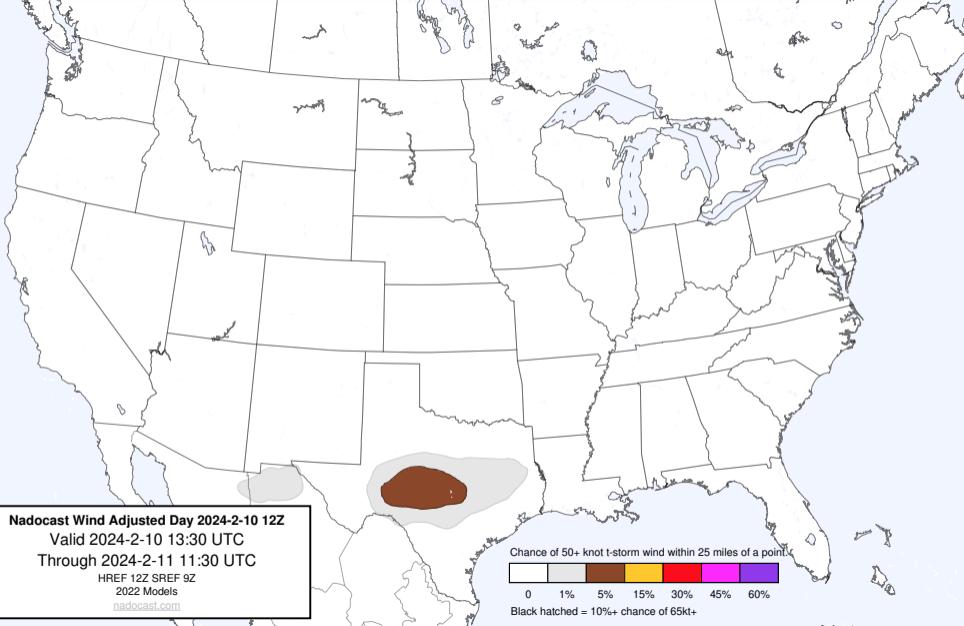 Nadocast Wind Adjusted Day 2024-2-10 12Z
Valid 2024-2-10 13:30 UTC
Through 2024-2-11 11:30 UTC
HREF 12Z SREF 9Z
2022 Models
nadocast.com
Chance of 50+ knot t-storm wind within 25 miles of a point.
0 1% 5% 15% 30% 45% 60%
Black hatched = 10%+ chance of 65kt+